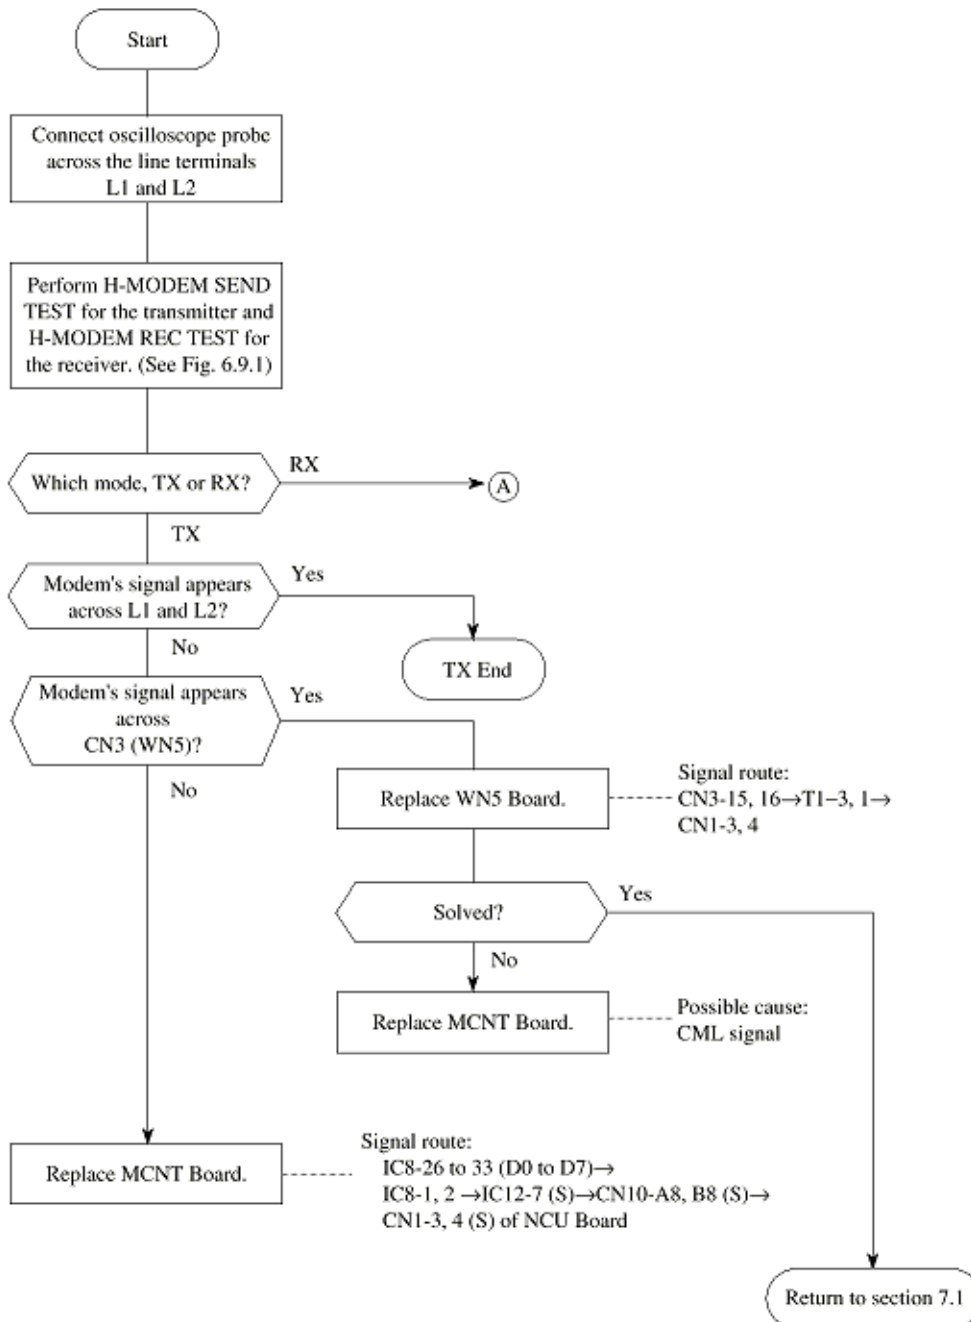 Start
Connect oscilloscope probe
across the line terminals
L1 and L2
Perform H-MODEM SEND
TEST for the transmitter and
H-MODEM REC TEST for
the receiver. (See Fig. 6.9.1)
Which mode, TX or RX?
RX
A
TX
Modem's signal appears
across L1 and L2?
Yes
No
TX End
Modem's signal appears
across
CN3 (WN5)?
Yes
No
Replace WN5 Board.
Signal route:
CN3-15, 16→T1–3, 1→
CN1-3, 4
Solved?
Yes
No
Replace MCNT Board.
Possible cause:
CML signal
Replace MCNT Board.
Signal route:
IC8-26 to 33 (D0 to D7)→
IC8-1, 2 →IC12-7 (S)→CN10-A8, B8 (S)→
CN1-3, 4 (S) of NCU Board
Return to section 7.1